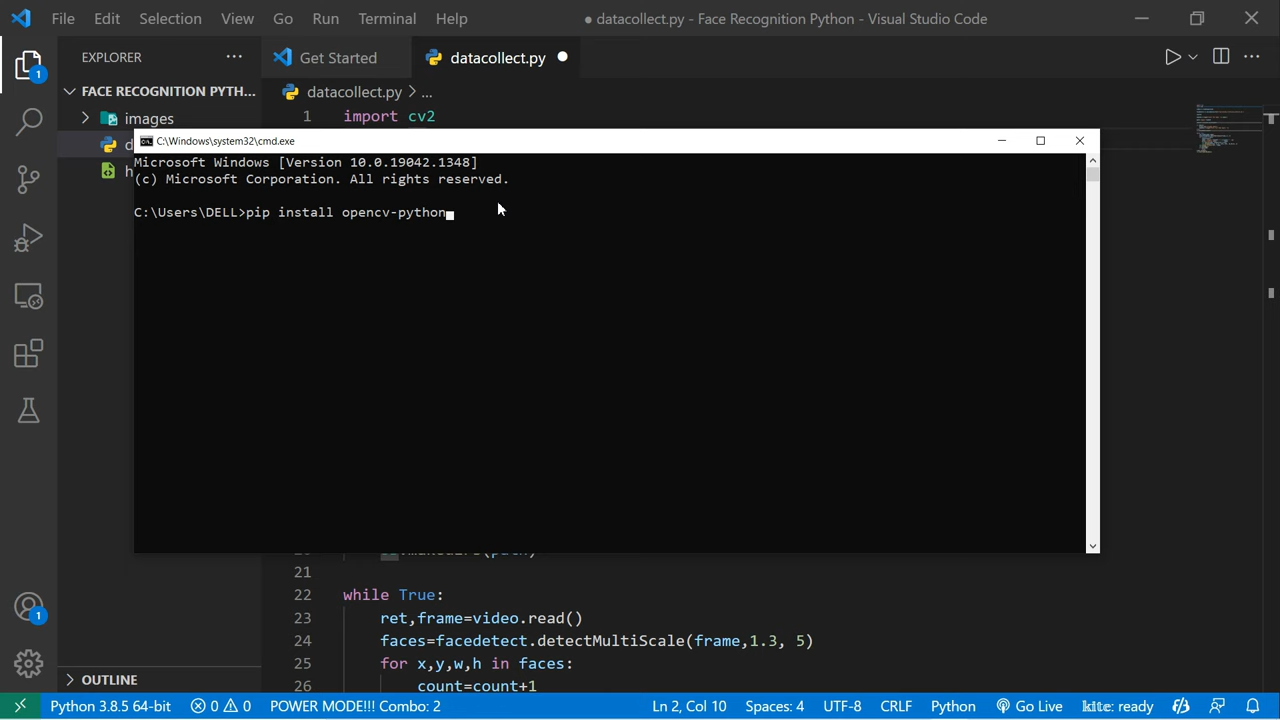 File Edit Selection View Go Run Terminal Help
● datacollect.py - Face Recognition Python - Visual Studio Code
EXPLORER ···
Get Started
datacollect.py ●
1
FACE RECOGNITION PYTH...
datacollect.py > ...
images
1 import cv2
d
h
C:\Windows\system32\cmd.exe
Microsoft Windows [Version 10.0.19042.1348]
(c) Microsoft Corporation. All rights reserved.
C:\Users\DELL>pip install opencv-python
21
22 while True:
23 ret,frame=video.read()
24 faces=facedetect.detectMultiScale(frame,1.3, 5)
25 for x,y,w,h in faces:
26 count=count+1
1
OUTLINE
Python 3.8.5 64-bit 0 0 POWER MODE!!! Combo: 2 Ln 2, Col 10 Spaces: 4 UTF-8 CRLF Python Go Live kite: ready